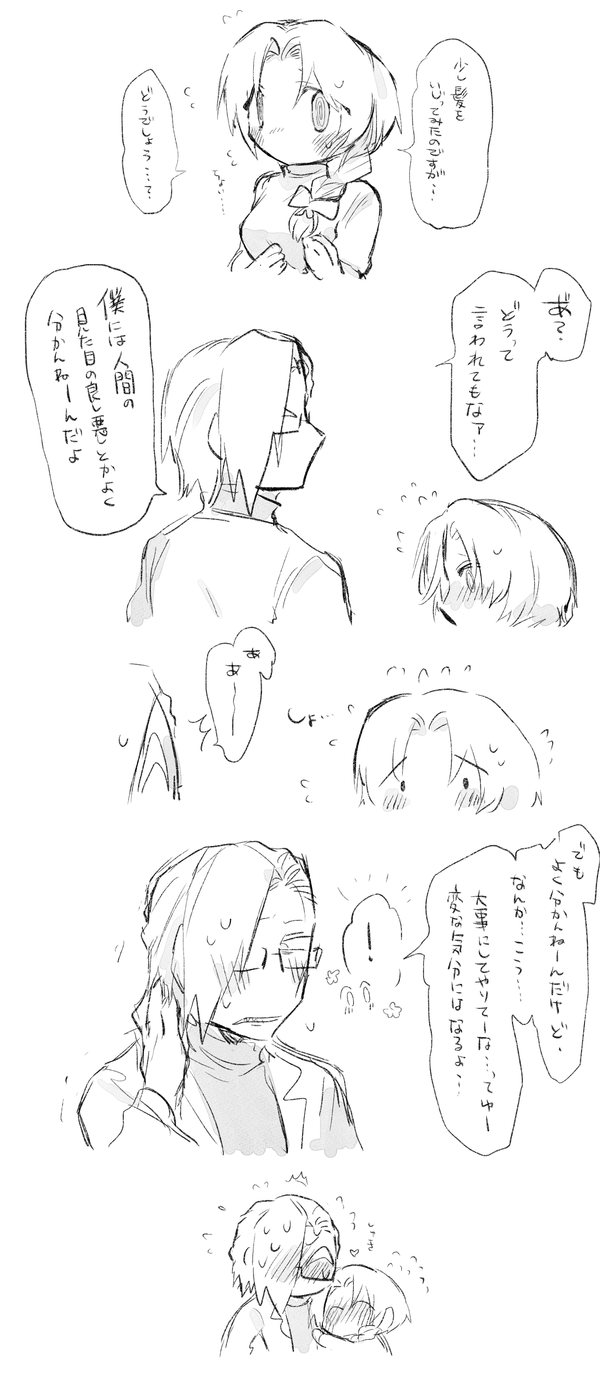 少し髪を
いじってみたのですが‥
どうでしょう…?
ちょい…
あ?
どうって
言われてもなァ…
僕には人間の
見た目の良し悪しとかよく
分かんねーんだよ
しょ…
あ
あ
でも
よく分かんねーんだけど、
なんか…こう…
大事にしてやりてーな…ってゆー
変な気分にはなるよ…
!